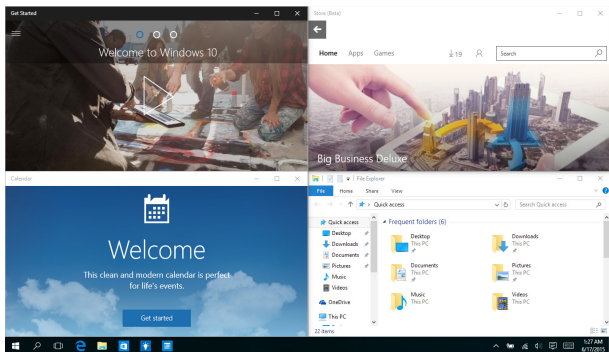 Get Started
Welcome to Windows 10
Store (Beta)
Home Apps Games
19
Search
Big Business Deluxe
Calendar
Welcome
This clean and modern calendar is perfect
for life's events.
Get started
File Explorer
File Home Share View
Quick access
Search Quick access
Quick access
Desktop
Downloads
Documents
Pictures
Music
Videos
OneDrive
This PC
22 items
Frequent folders (6)
Desktop
This PC
Downloads
This PC
Documents
This PC
Pictures
This PC
Music
This PC
Videos
This PC
1:27 AM
6/17/2015